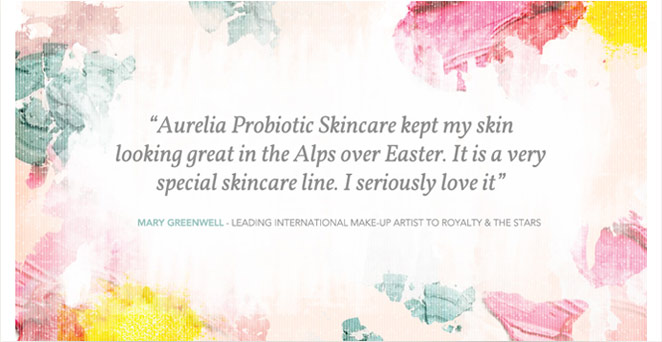 “Aurelia Probiotic Skincare kept my skin
looking great in the Alps over Easter. It is a very
special skincare line. I seriously love it”
MARY GREENWELL - LEADING INTERNATIONAL MAKE-UP ARTIST TO ROYALTY & THE STARS